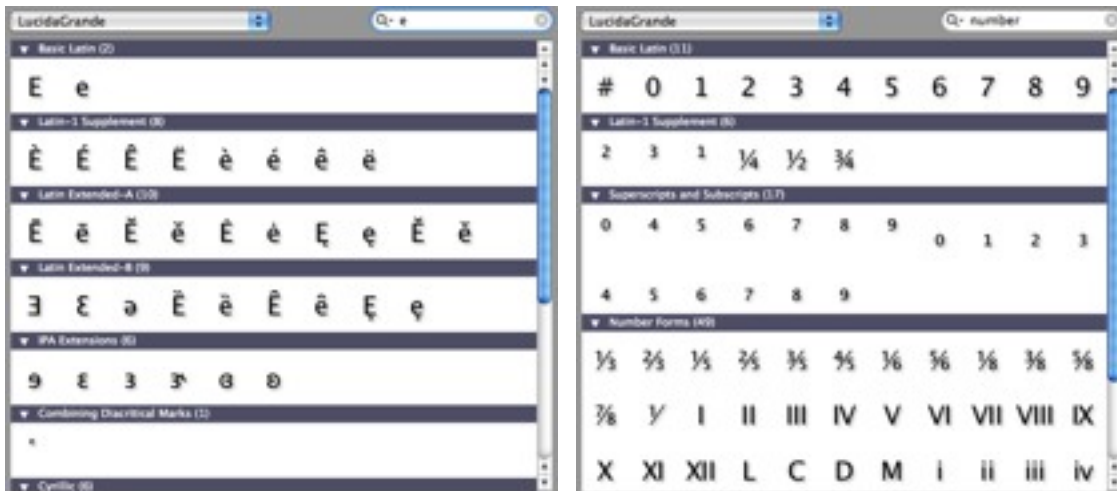 LucidaGrande e
Basic Latin (2)
E e
Latin-1 Supplement (8)
È É Ê Ë è é ê ë
Latin Extended-A (10)
Ē ē Ĕ ĕ Ė ė Ę ę Ě ě
Latin Extended-B (9)
Ǝ Ɛ ǝ Ȅ ȅ Ȇ ȇ Ȩ ȩ
IPA Extensions (6)
ɘ ɛ ɜ ɝ ɞ ʚ
Combining Diacritical Marks (1)
Cyrillic (6)
LucidaGrande number
Basic Latin (11)
# 0 1 2 3 4 5 6 7 8 9
Latin-1 Supplement (6)
² ³ ¹ ¼ ½ ¾
Superscripts and Subscripts (17)
⁰ ⁴ ⁵ ⁶ ⁷ ⁸ ⁹ ₀ ₁ ₂ ₃
₄ ₅ ₆ ₇ ₈ ₉
Number Forms (49)
⅓ ⅔ ⅕ ⅖ ⅗ ⅘ ⅙ ⅚ ⅛ ⅜ ⅝
⅞ ⅟ Ⅰ Ⅱ Ⅲ Ⅳ Ⅴ Ⅵ Ⅶ Ⅷ Ⅸ
Ⅹ Ⅺ Ⅻ Ⅼ Ⅽ Ⅾ Ⅿ ⅰ ⅱ ⅲ ⅳ